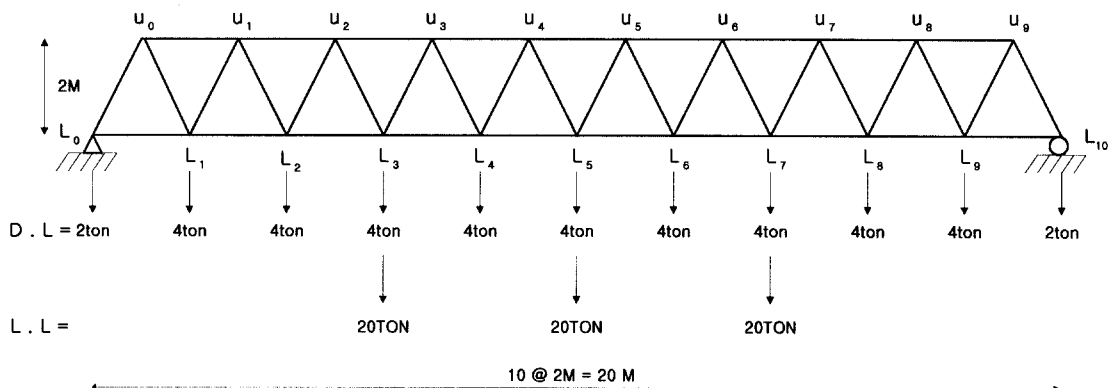 u₀ u₁ u₂ u₃ u₄ u₅ u₆ u₇ u₈ u₉
2M
L₀ L₁ L₂ L₃ L₄ L₅ L₆ L₇ L₈ L₉ L₁₀
D . L = 2ton 4ton 4ton 4ton 4ton 4ton 4ton 4ton 4ton 4ton 2ton
L . L = 20TON 20TON 20TON
10 @ 2M = 20 M